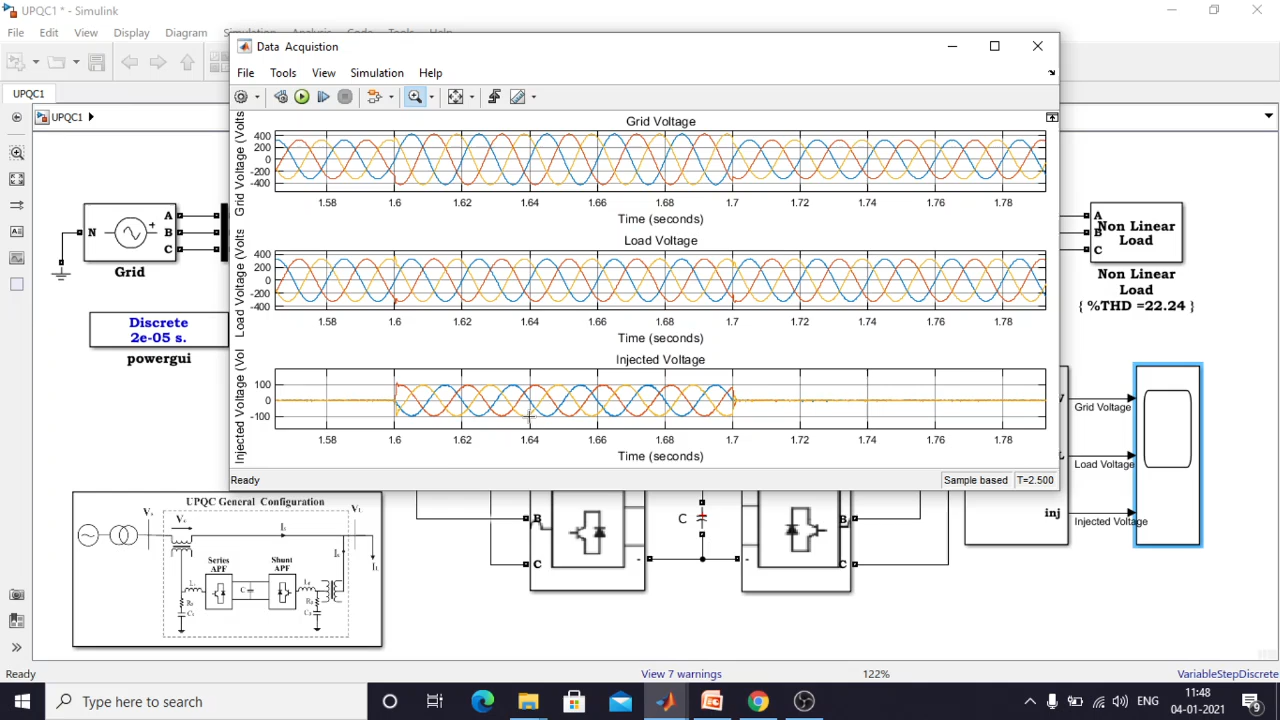 UPQC1 * - Simulink
File Edit View Display Diagram Simulation Analysis Code Tools Help
UPQC1
UPQC1
Data Acquistion
File Tools View Simulation Help
Grid Voltage
Grid Voltage (Volts
400
200
0
-200
-400
1.58 1.6 1.62 1.64 1.66 1.68 1.7 1.72 1.74 1.76 1.78
Time (seconds)
Load Voltage
Load Voltage (Volts
400
200
0
-200
-400
1.58 1.6 1.62 1.64 1.66 1.68 1.7 1.72 1.74 1.76 1.78
Time (seconds)
Injected Voltage
Injected Voltage (Vol
100
0
-100
1.58 1.6 1.62 1.64 1.66 1.68 1.7 1.72 1.74 1.76 1.78
Time (seconds)
Ready
Sample based T=2.500
N
A
B
C
Grid
Discrete
2e-05 s.
powergui
A
B
C
Non Linear
Load
Non Linear
Load
{ %THD =22.24 }
V
Grid Voltage
L
Load Voltage
inj
Injected Voltage
B
C
-
C
-
B
C
UPQC General Configuration
Series
APF
Shunt
APF
C
Ready
View 7 warnings
122%
VariableStepDiscrete
Type here to search
ENG
11:48
04-01-2021
9